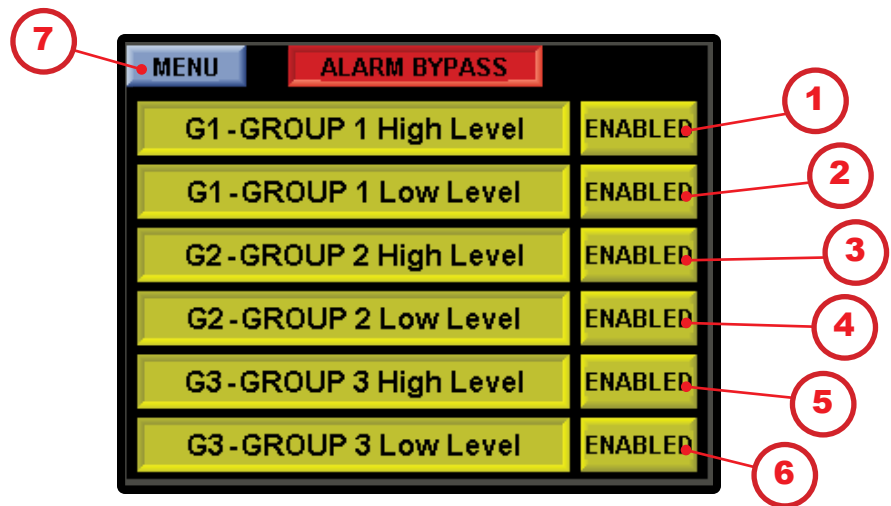 7
MENU
ALARM BYPASS
G1-GROUP 1 High Level ENABLED
1
G1-GROUP 1 Low Level ENABLED
2
G2-GROUP 2 High Level ENABLED
3
G2-GROUP 2 Low Level ENABLED
4
G3-GROUP 3 High Level ENABLED
5
G3-GROUP 3 Low Level ENABLED
6